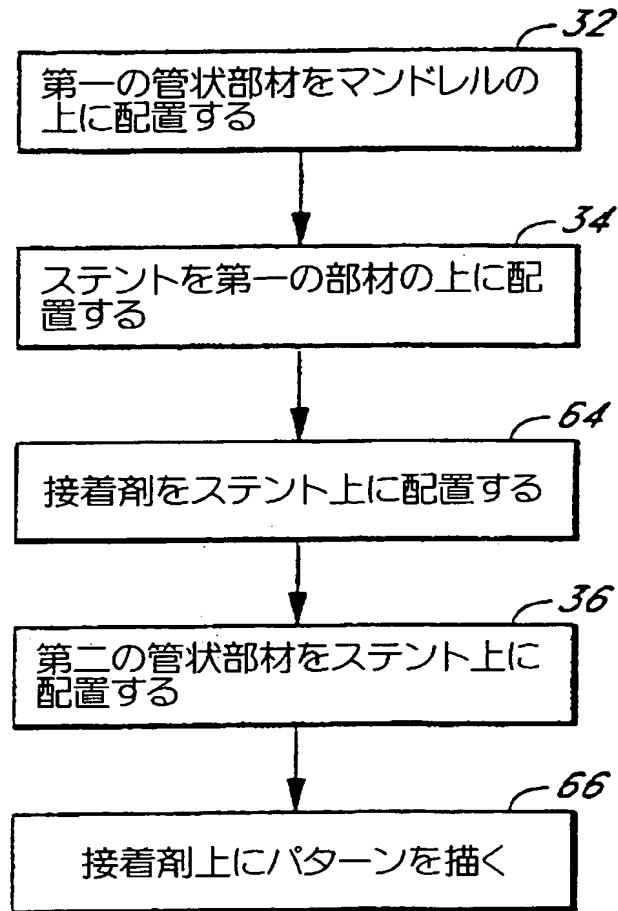 32
第一の管状部材をマンドレルの
上に配置する
34
ステントを第一の部材の上に配
置する
64
接着剤をステント上に配置する
36
第二の管状部材をステント上に
配置する
66
接着剤上にパターンを描く